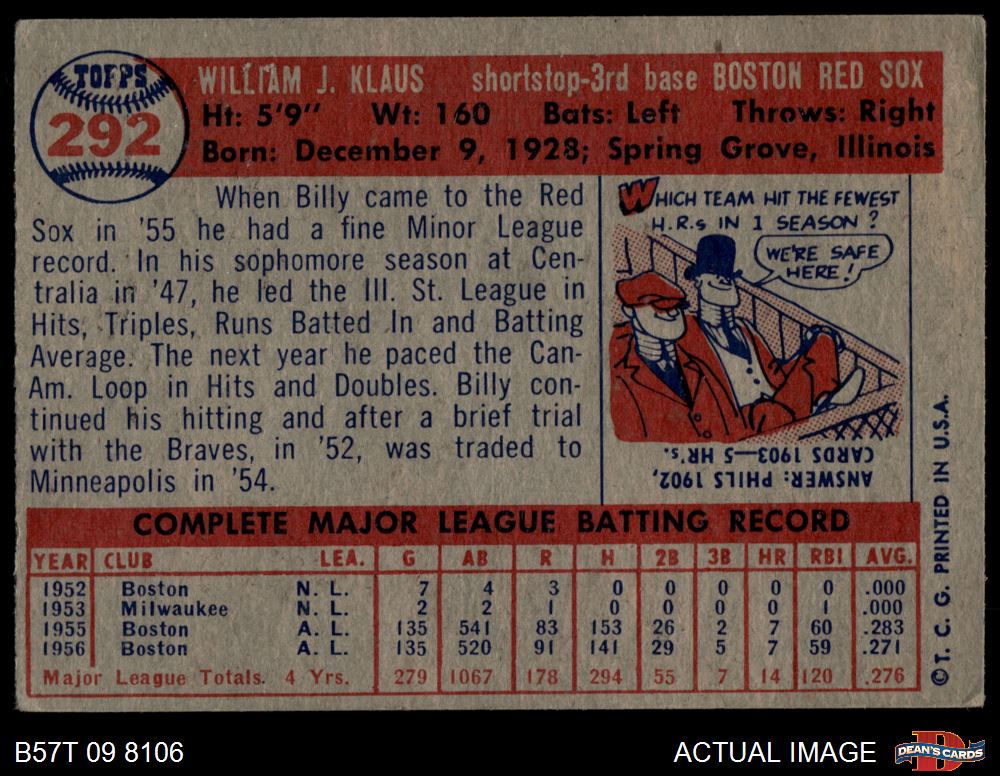 TOPPS
292
WILLIAM J. KLAUS shortstop-3rd base BOSTON RED SOX
Ht: 5'9" Wt: 160 Bats: Left Throws: Right
Born: December 9, 1928; Spring Grove, Illinois
When Billy came to the Red
Sox in '55 he had a fine Minor League
record. In his sophomore season at Cen-
tralia in '47, he led the Ill. St. League in
Hits, Triples, Runs Batted In and Batting
Average. The next year he paced the Can-
Am. Loop in Hits and Doubles. Billy con-
tinued his hitting and after a brief trial
with the Braves, in '52, was traded to
Minneapolis in '54.
WHICH TEAM HIT THE FEWEST
H.R.s IN 1 SEASON?
WE'RE SAFE
HERE!
ANSWER: PHILS 1902,
CARDS 1903—5 HR's.
COMPLETE MAJOR LEAGUE BATTING RECORD
YEAR CLUB LEA. G AB R H 2B 3B HR RBI AVG.
1952 Boston N. L. 7 4 3 0 0 0 0 0 .000
1953 Milwaukee N. L. 2 2 1 0 0 0 0 1 .000
1955 Boston A. L. 135 541 83 153 26 2 7 60 .283
1956 Boston A. L. 135 520 91 141 29 5 7 59 .271
Major League Totals. 4 Yrs. 279 1067 178 294 55 7 14 120 .276
© T. C. G. PRINTED IN U.S.A.
B57T 09 8106
ACTUAL IMAGE
DEAN'S CARDS